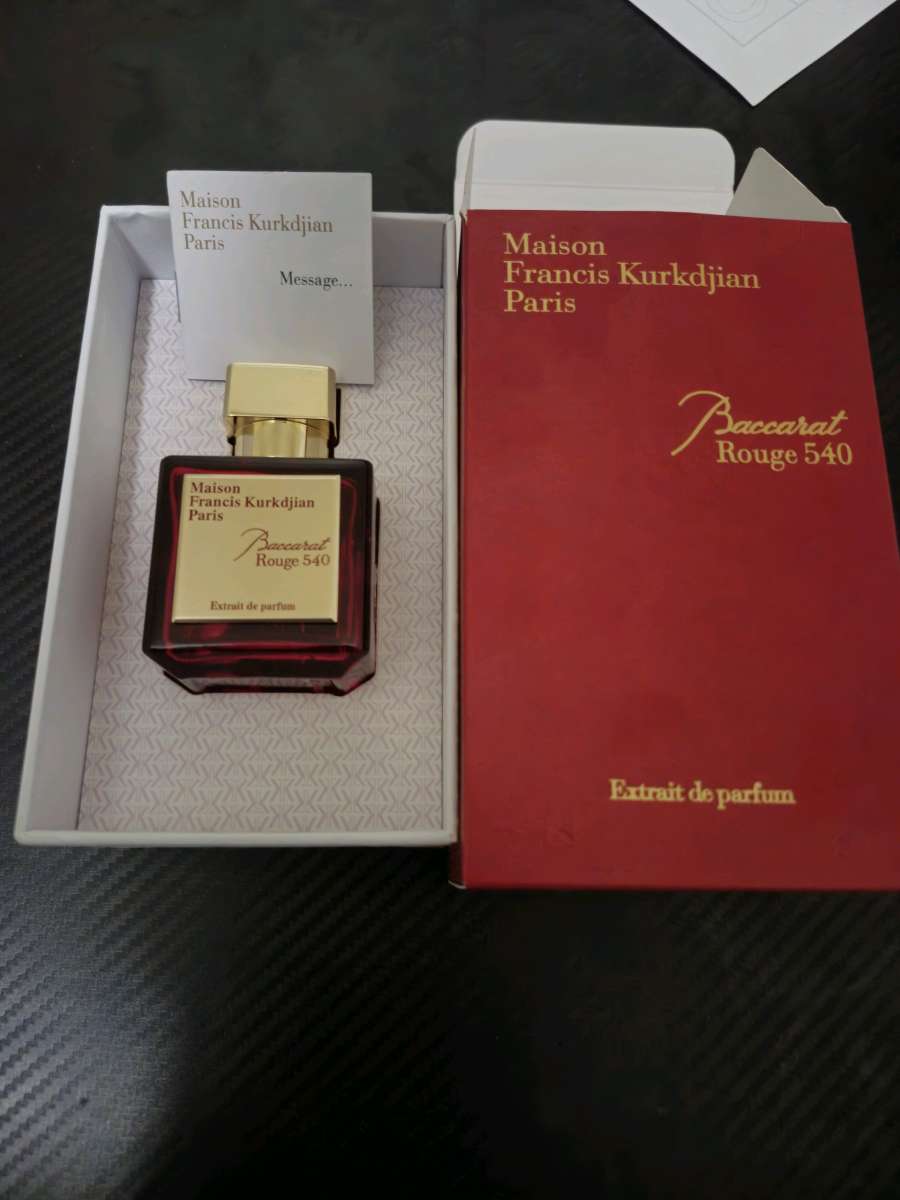 Maison
Francis Kurkdjian
Paris
Message...
Maison
Francis Kurkdjian
Paris
Baccarat
Rouge 540
Extrait de parfum
Maison
Francis Kurkdjian
Paris
Baccarat
Rouge 540
Extrait de parfum